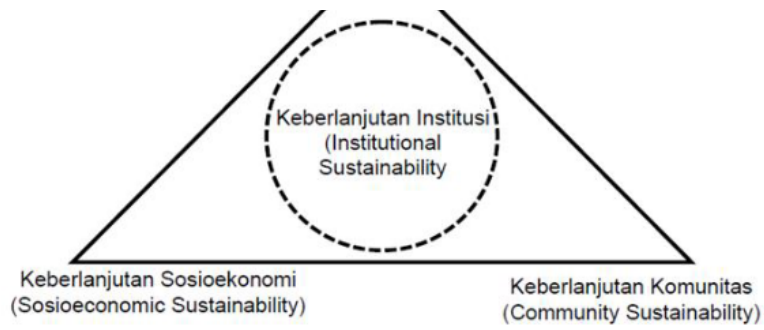 Keberlanjutan Institusi
(Institutional
Sustainability
Keberlanjutan Sosioekonomi
(Sosioeconomic Sustainability)
Keberlanjutan Komunitas
(Community Sustainability)